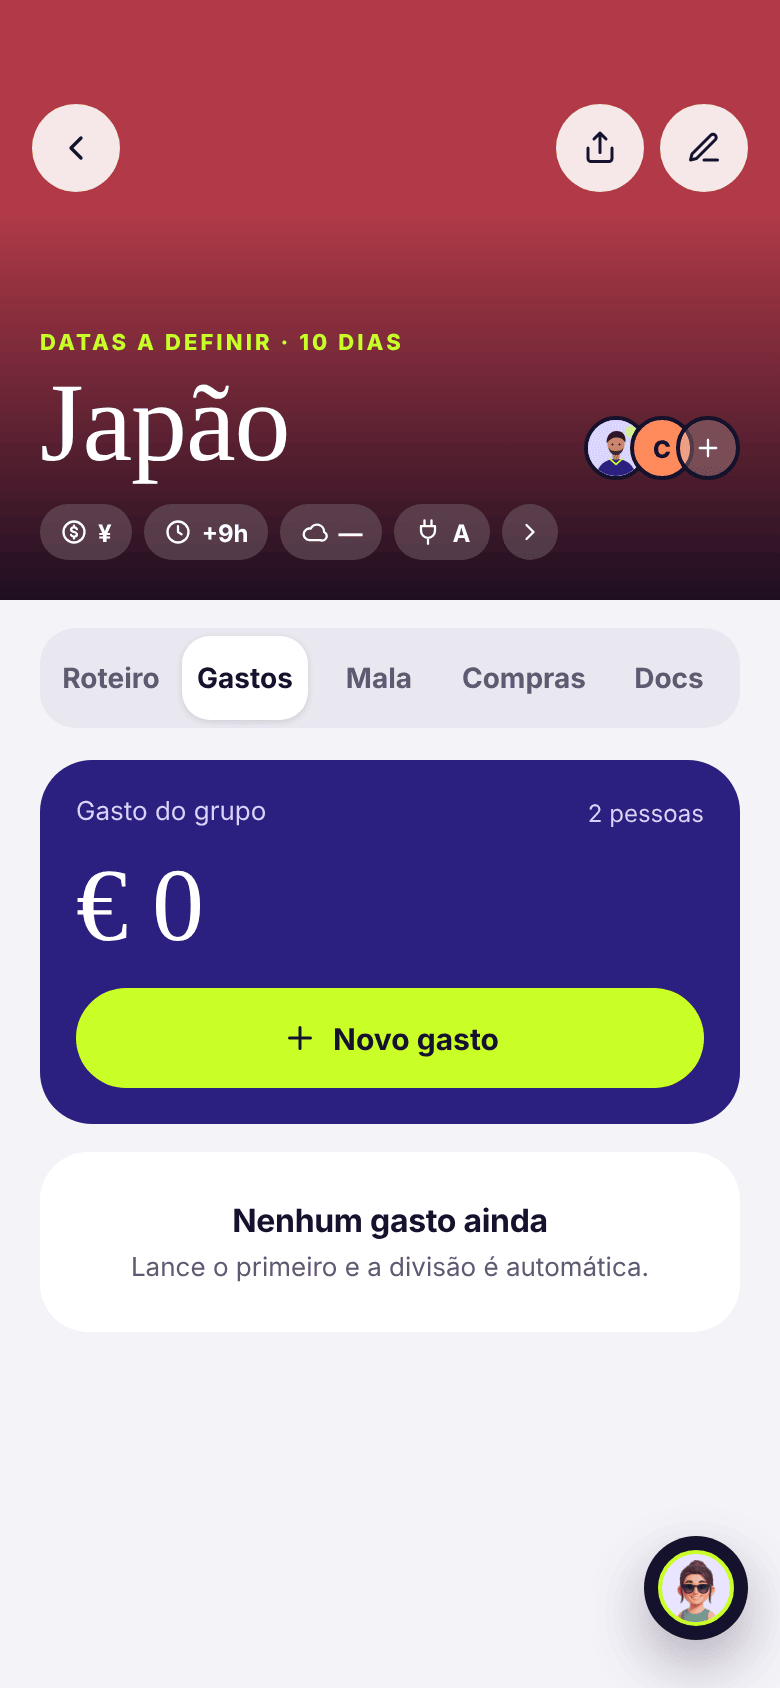 DATAS A DEFINIR · 10 DIAS
Japão
C
¥
+9h
—
A
Roteiro
Gastos
Mala
Compras
Docs
Gasto do grupo
2 pessoas
€ 0
Novo gasto
Nenhum gasto ainda
Lance o primeiro e a divisão é automática.